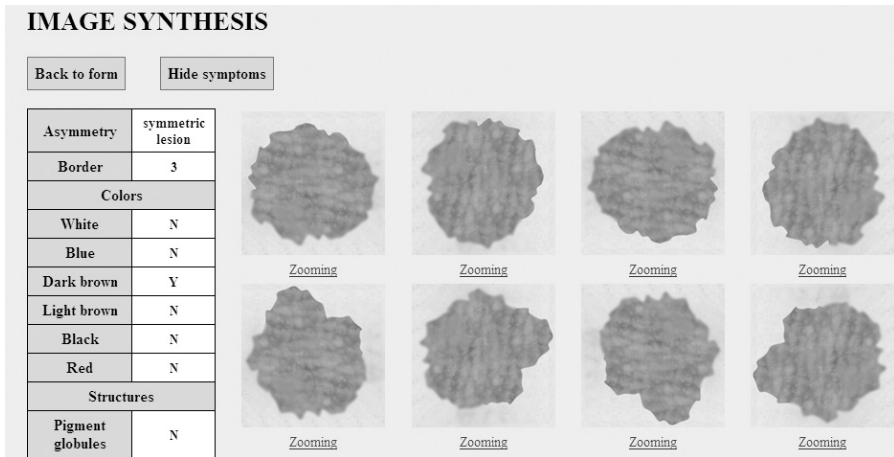 IMAGE SYNTHESIS
Back to form
Hide symptoms
Asymmetry
symmetric
lesion
Border
3
Colors
White
N
Blue
N
Dark brown
Y
Light brown
N
Black
N
Red
N
Structures
Pigment
globules
N
Zooming
Zooming
Zooming
Zooming
Zooming
Zooming
Zooming
Zooming